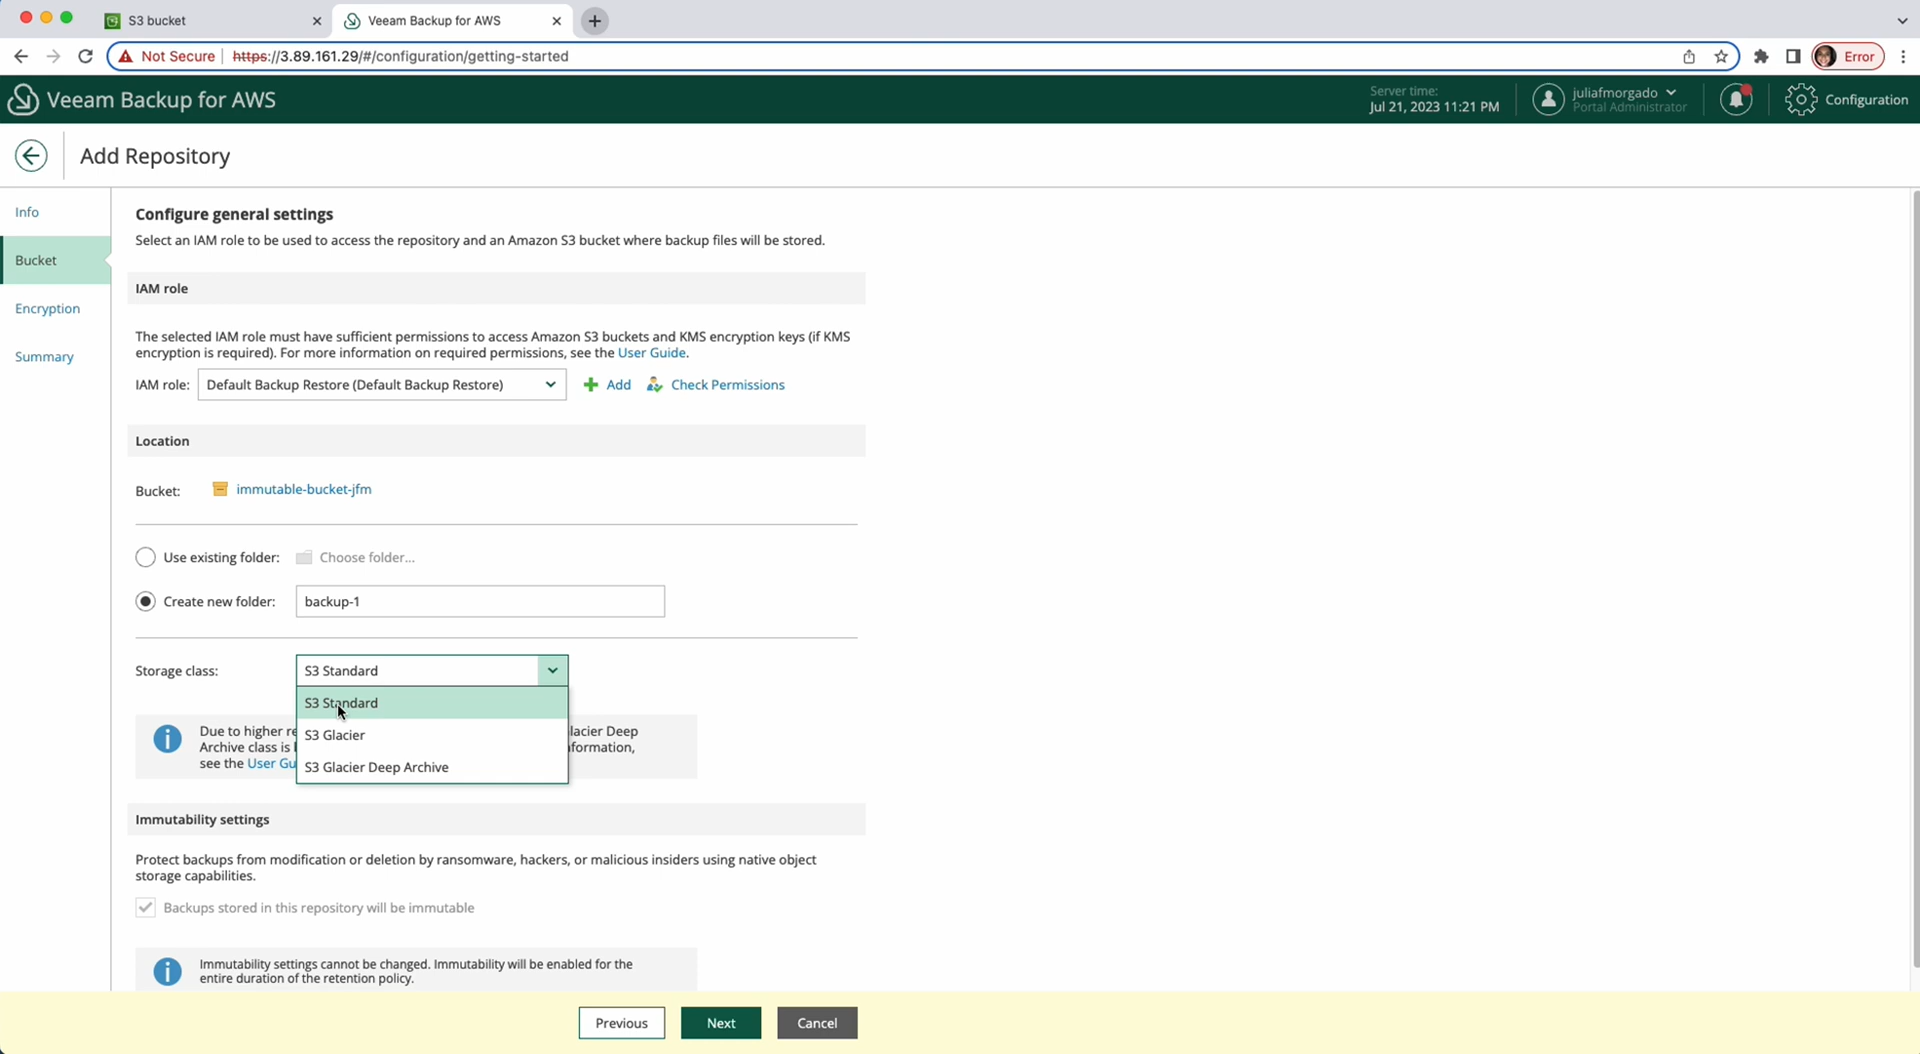 S3 bucket
Veeam Backup for AWS
Not Secure
https://3.89.161.29/#/configuration/getting-started
Error
Veeam Backup for AWS
Server time:
Jul 21, 2023 11:21 PM
juliafmorgado
Portal Administrator
Configuration
Add Repository
Info
Bucket
Encryption
Summary
Configure general settings
Select an IAM role to be used to access the repository and an Amazon S3 bucket where backup files will be stored.
IAM role
The selected IAM role must have sufficient permissions to access Amazon S3 buckets and KMS encryption keys (if KMS
encryption is required). For more information on required permissions, see the User Guide.
IAM role: Default Backup Restore (Default Backup Restore) Add Check Permissions
Location
Bucket: immutable-bucket-jfm
Use existing folder: Choose folder...
Create new folder: backup-1
Storage class: S3 Standard
S3 Standard
S3 Glacier
S3 Glacier Deep Archive
Due to higher lacier Deep
Archive class is
see the User
Immutability settings
Protect backups from modification or deletion by ransomware, hackers, or malicious insiders using native object
storage capabilities.
Backups stored in this repository will be immutable
Immutability settings cannot be changed. Immutability will be enabled for the
entire duration of the retention policy.
Previous
Next
Cancel